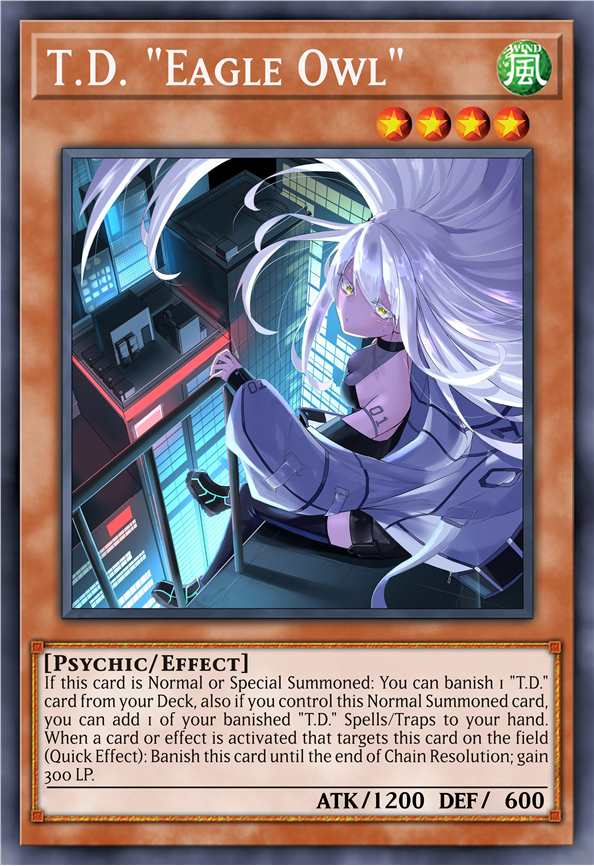 T.D. "Eagle Owl"
WIND
風
[Psychic/Effect]
If this card is Normal or Special Summoned: You can banish 1 "T.D."
card from your Deck, also if you control this Normal Summoned card,
you can add 1 of your banished "T.D." Spells/Traps to your hand.
When a card or effect is activated that targets this card on the field
(Quick Effect): Banish this card until the end of Chain Resolution; gain
300 LP.
ATK/1200 DEF/ 600
01
01